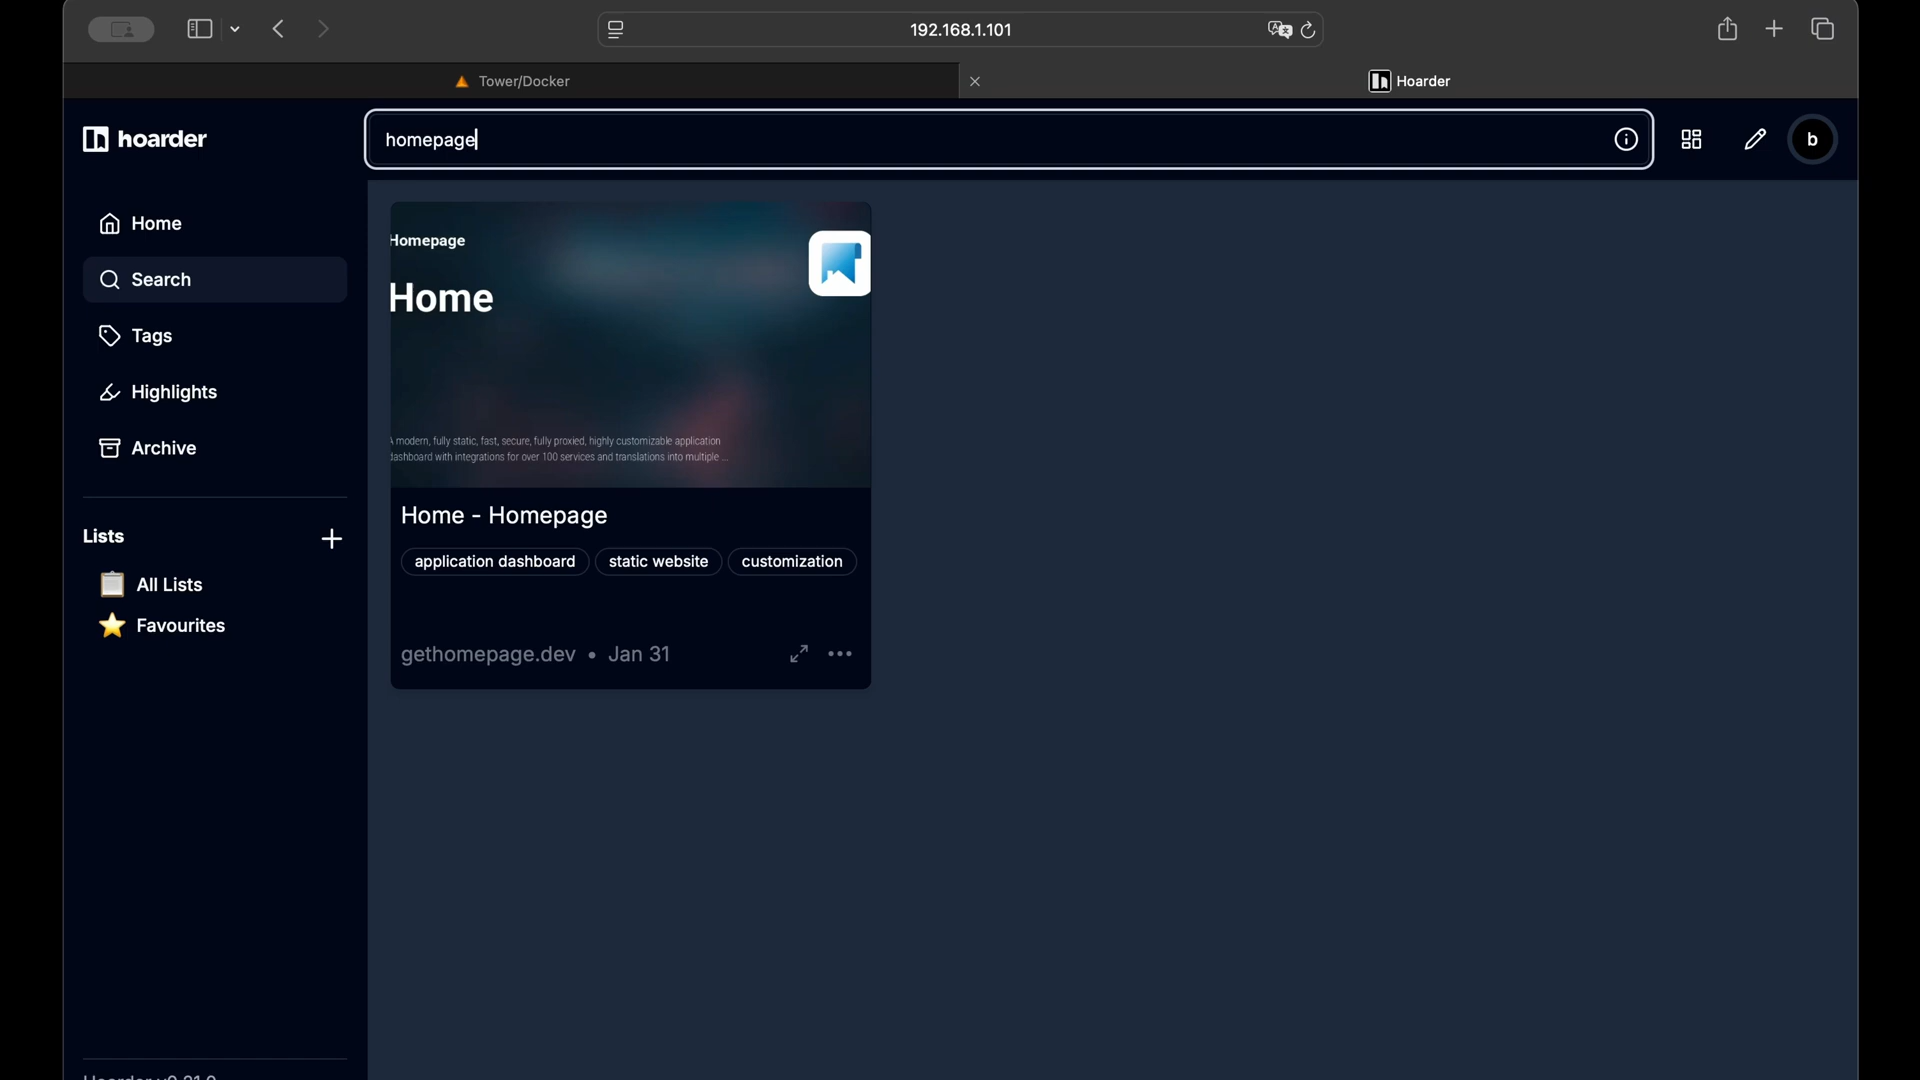 192.168.1.101
Tower/Docker
Hoarder
hoarder
homepage
b
Home
Search
Tags
Highlights
Archive
Lists
All Lists
Favourites
Homepage
Home
A modern, fully static, fast, secure, fully proxied, highly customizable application
dashboard with integrations for over 100 services and translations into multiple ...
Home - Homepage
application dashboard
static website
customization
gethomepage.dev • Jan 31